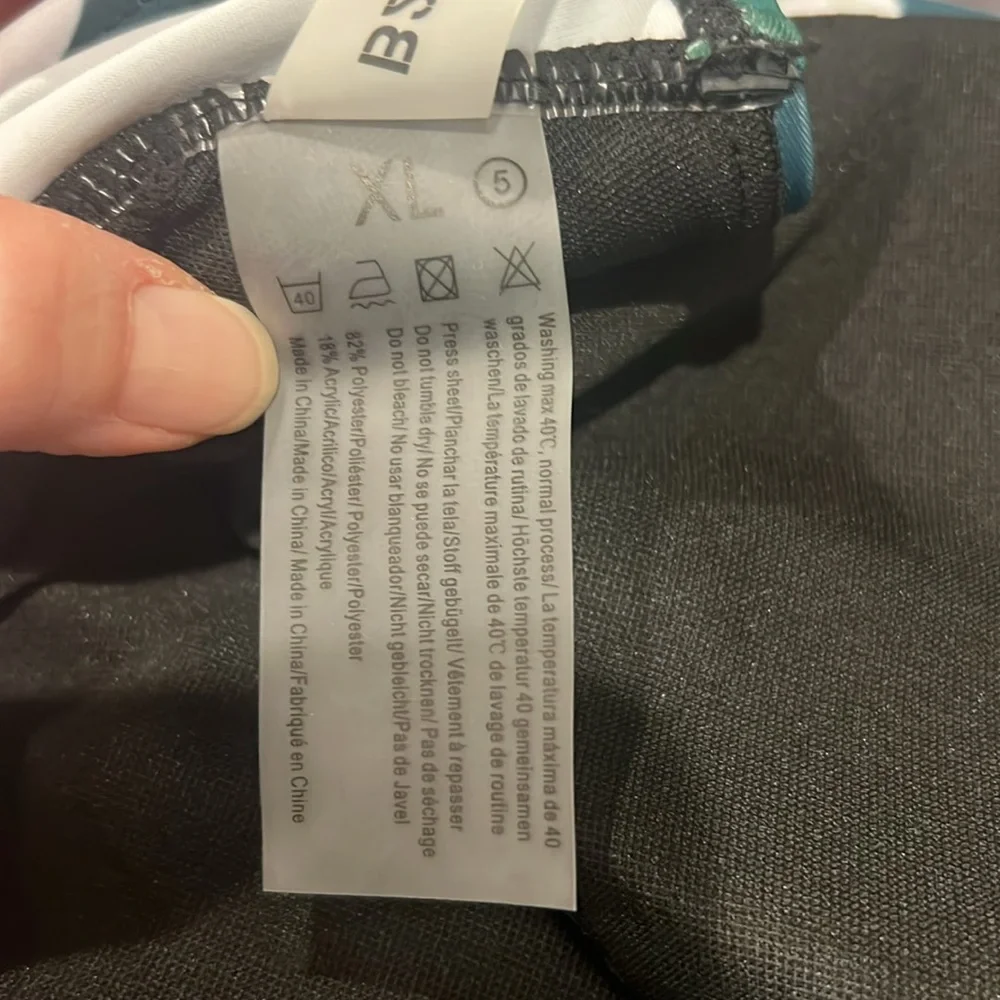 BS
XL
5
40
Washing max 40℃, normal process/ La temperatura máxima de 40
grados de lavado de rutina/ Höchste temperatur 40 gemeinsamen
waschen/La température maximale de 40℃ de lavage de routine
Press sheet/Planchar la tela/Stoff gebügelt/ Vêtement à repasser
Do not tumble dry/ No se puede secar/Nicht trocknen/ Pas de séchage
Do not bleach/ No usar blanqueador/Nicht gebleicht/Pas de Javel
82% Polyester/Poliéster/ Polyester/Polyester
18% Acrylic/Acrílico/Acryl/Acrylique
Made in China/Made in China/ Made in China/Fabriqué en Chine